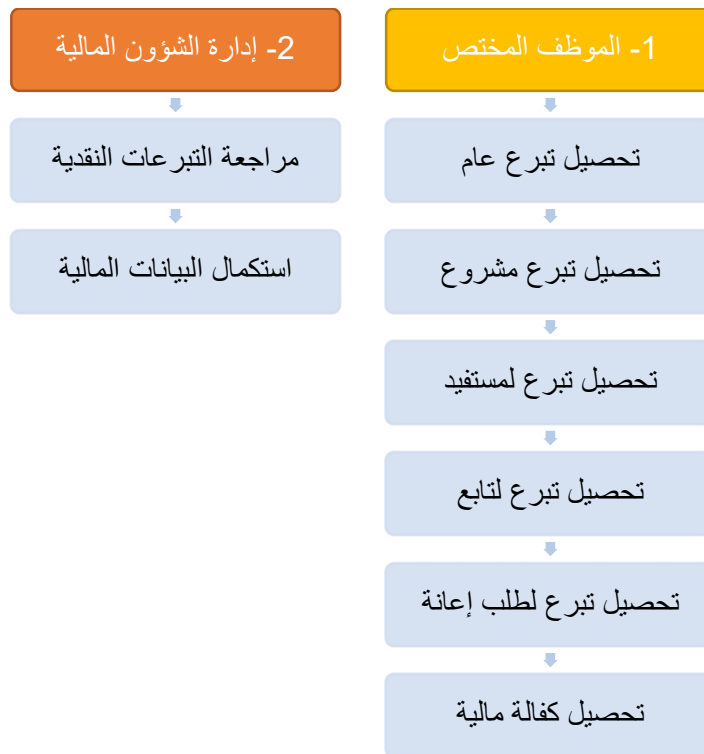 1- الموظف المختص
تحصيل تبرع عام
تحصيل تبرع مشروع
تحصيل تبرع لمستفيد
تحصيل تبرع لتابع
تحصيل تبرع لطلب إعانة
تحصيل كفالة مالية
2- إدارة الشؤون المالية
مراجعة التبرعات النقدية
استكمال البيانات المالية